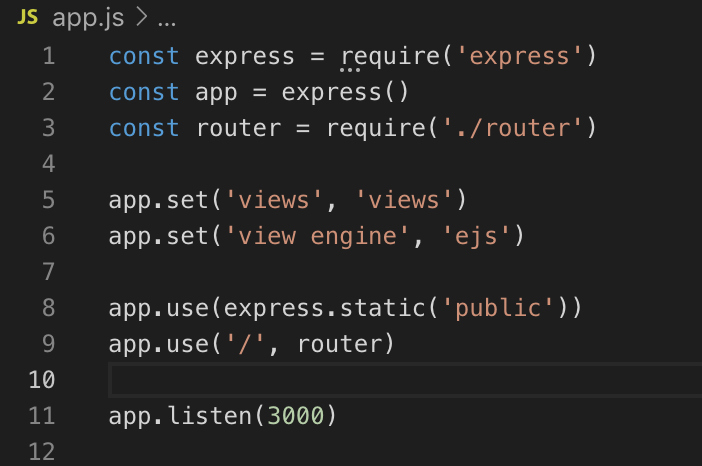 JS app.js > ...
1 const express = require('express')
2 const app = express()
3 const router = require('./router')
4
5 app.set('views', 'views')
6 app.set('view engine', 'ejs')
7
8 app.use(express.static('public'))
9 app.use('/', router)
10
11 app.listen(3000)
12